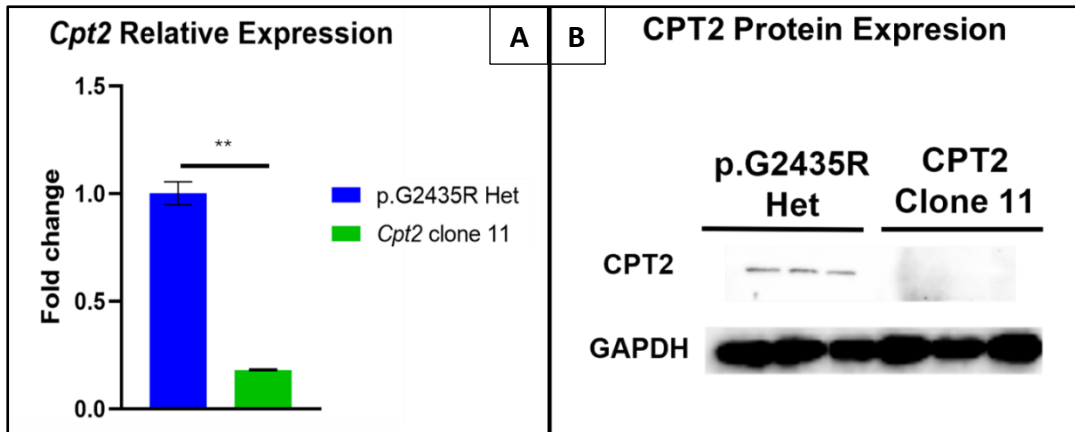 Cpt2 Relative Expression
A
1.5
1.0
0.5
0.0
Fold change
**
p.G2435R Het
Cpt2 clone 11
B
CPT2 Protein Expresion
p.G2435R
Het
CPT2
Clone 11
CPT2
GAPDH